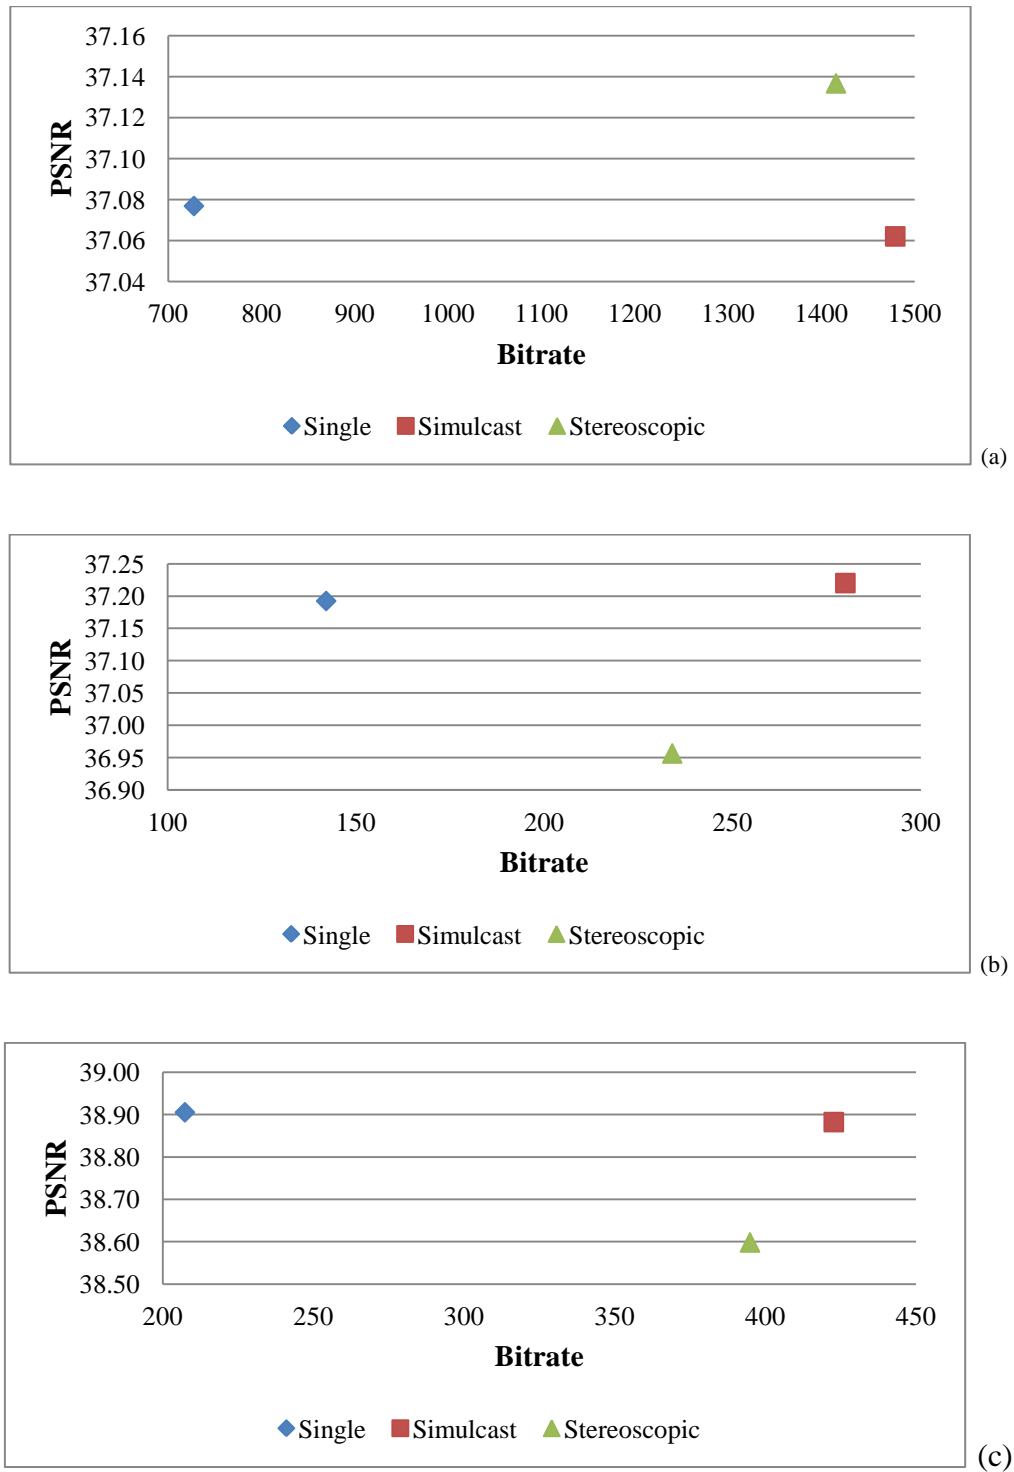 37.16
37.14
37.12
37.10
37.08
37.06
37.04
PSNR
700 800 900 1000 1100 1200 1300 1400 1500
Bitrate
Single Simulcast Stereoscopic
(a)
37.25
37.20
37.15
37.10
37.05
37.00
36.95
36.90
PSNR
100 150 200 250 300
Bitrate
Single Simulcast Stereoscopic
(b)
39.00
38.90
38.80
38.70
38.60
38.50
PSNR
200 250 300 350 400 450
Bitrate
Single Simulcast Stereoscopic
(c)